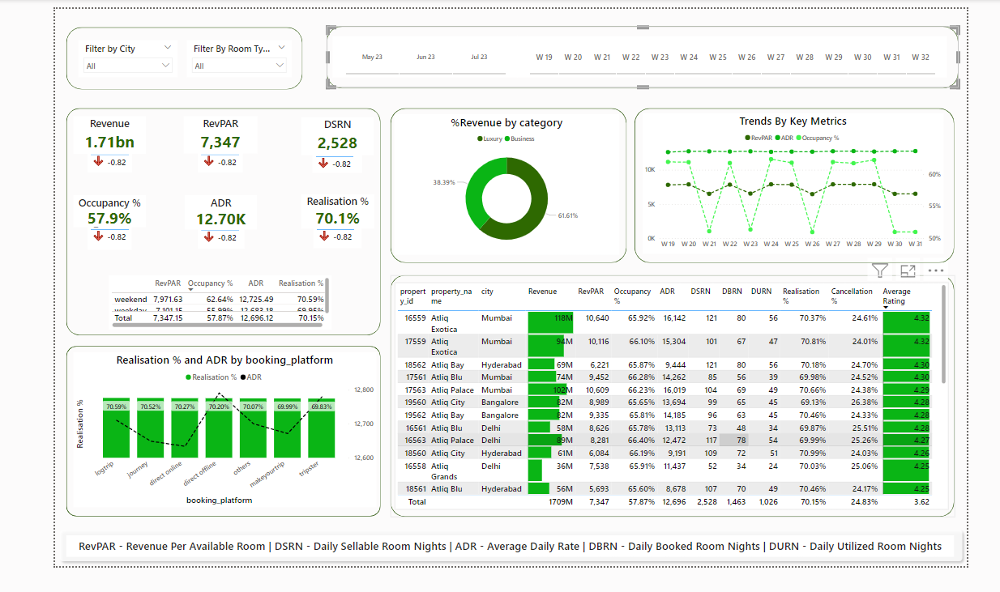 Filter by City
Filter By Room Ty...
All
All
May 23 Jun 23 Jul 23
W 19 W 20 W 21 W 22 W 23 W 24 W 25 W 26 W 27 W 28 W 29 W 30 W 31 W 32
Revenue
1.71bn
-0.82
RevPAR
7,347
-0.82
DSRN
2,528
-0.82
Occupancy %
57.9%
-0.82
ADR
12.70K
-0.82
Realisation %
70.1%
-0.82
RevPAR Occupancy % ADR Realisation %
weekend 7,971.63 62.64% 12,725.49 70.59%
weekday 7,101.15 55.99% 12,683.18 69.95%
Total 7,347.15 57.87% 12,696.12 70.15%
%Revenue by category
Luxury Business
38.39%
61.61%
Trends By Key Metrics
RevPAR ADR Occupancy %
10K
5K
0K
60%
55%
50%
W 19 W 20 W 21 W 22 W 23 W 24 W 25 W 26 W 27 W 28 W 29 W 30 W 31
Realisation % and ADR by booking_platform
Realisation % ADR
Realisation %
70.59% 70.52% 70.27% 70.20% 70.07% 69.99% 69.83%
12,800
12,700
12,600
logtrip journey direct online direct offline others makeyourtrip tripster
booking_platform
propert property_na city Revenue RevPAR Occupancy ADR DSRN DBRN DURN Realisation Cancellation Average
y_id me % % % Rating
16559 Atliq Mumbai 118M 10,640 65.92% 16,142 121 80 56 70.37% 24.61% 4.32
Exotica
17559 Atliq Mumbai 94M 10,116 66.10% 15,304 101 67 47 70.81% 24.01% 4.32
Exotica
18562 Atliq Bay Hyderabad 69M 6,221 65.87% 9,444 121 80 56 70.18% 24.70% 4.30
17561 Atliq Blu Mumbai 74M 9,452 66.28% 14,262 85 56 39 69.98% 24.52% 4.30
17563 Atliq Palace Mumbai 102M 10,609 66.23% 16,019 104 69 49 70.66% 24.38% 4.29
19560 Atliq City Bangalore 82M 8,989 65.65% 13,694 99 65 45 69.13% 26.38% 4.28
19562 Atliq Bay Bangalore 82M 9,335 65.81% 14,185 96 63 45 70.46% 24.33% 4.28
16561 Atliq Blu Delhi 58M 8,626 65.78% 13,113 73 48 34 69.87% 25.51% 4.28
16563 Atliq Palace Delhi 89M 8,281 66.40% 12,472 117 78 54 69.99% 25.26% 4.27
18560 Atliq City Hyderabad 61M 6,084 66.19% 9,191 109 72 51 70.99% 24.03% 4.26
16558 Atliq Delhi 36M 7,538 65.91% 11,437 52 34 24 70.03% 25.06% 4.25
Grands
18561 Atliq Blu Hyderabad 56M 5,693 65.60% 8,678 107 70 49 70.46% 24.17% 4.25
Total 1709M 7,347 57.87% 12,696 2,528 1,463 1,026 70.15% 24.83% 3.62
RevPAR - Revenue Per Available Room | DSRN - Daily Sellable Room Nights | ADR - Average Daily Rate | DBRN - Daily Booked Room Nights | DURN - Daily Utilized Room Nights